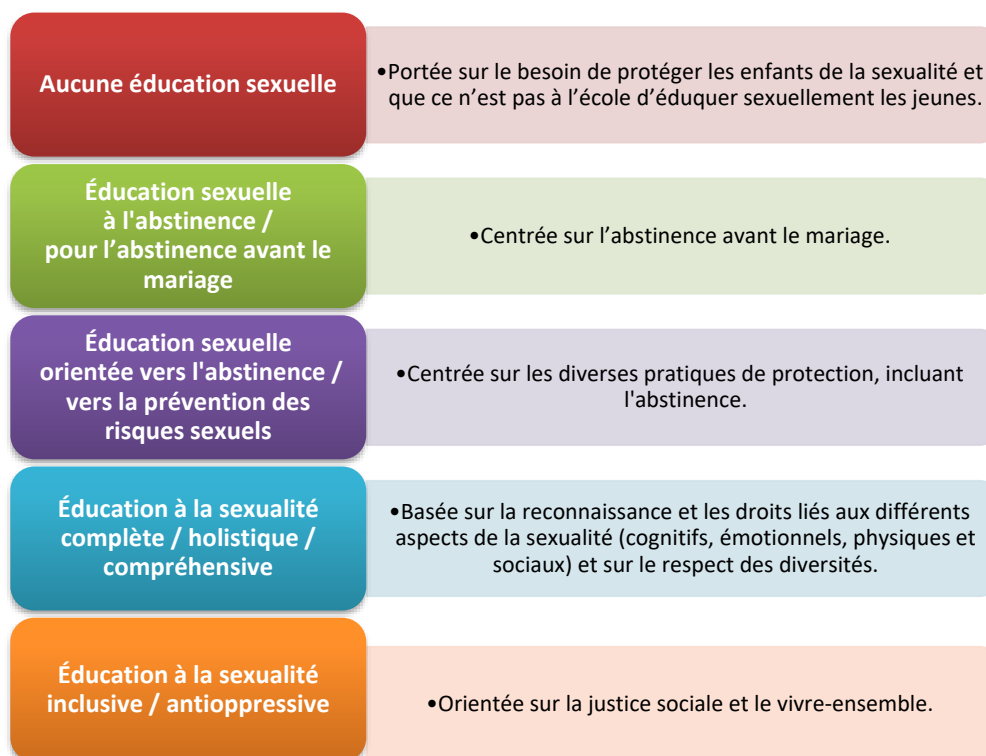 Aucune éducation sexuelle
•Portée sur le besoin de protéger les enfants de la sexualité et
que ce n’est pas à l’école d’éduquer sexuellement les jeunes.
Éducation sexuelle
à l'abstinence /
pour l’abstinence avant le
mariage
•Centrée sur l’abstinence avant le mariage.
Éducation sexuelle
orientée vers l'abstinence /
vers la prévention des
risques sexuels
•Centrée sur les diverses pratiques de protection, incluant
l'abstinence.
Éducation à la sexualité
complète / holistique /
compréhensive
•Basée sur la reconnaissance et les droits liés aux différents
aspects de la sexualité (cognitifs, émotionnels, physiques et
sociaux) et sur le respect des diversités.
Éducation à la sexualité
inclusive / antioppressive
•Orientée sur la justice sociale et le vivre-ensemble.